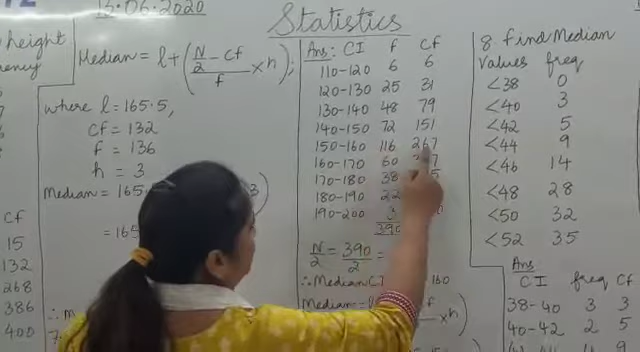 13.06.2020
Statistics
height
Median = l + (N/2 - CF / f × h);
where l = 165.5,
CF = 132
F = 136
h = 3
Median = 165. 3)
= 165
CF
15
132
268
386
400
Ans: CI f CF
110-120 6 6
120-130 25 31
130-140 48 79
140-150 72 151
150-160 116 267
160-170 60
170-180 38
180-190 22
190-200 3
390
N/2 = 390/2 =
∴ Median C.I 160
Median = × h)
8. Find Median
Values freq
<38 0
<40 3
<42 5
<44 9
<46 14
<48 28
<50 32
<52 35
Ans
CI freq CF
38-40 3 3
40-42 2 5